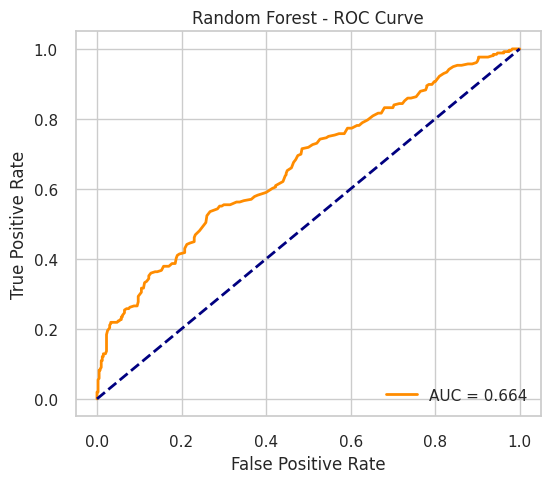 Random Forest - ROC Curve
1.0
0.8
0.6
0.4
0.2
0.0
True Positive Rate
AUC = 0.664
0.0 0.2 0.4 0.6 0.8 1.0
False Positive Rate